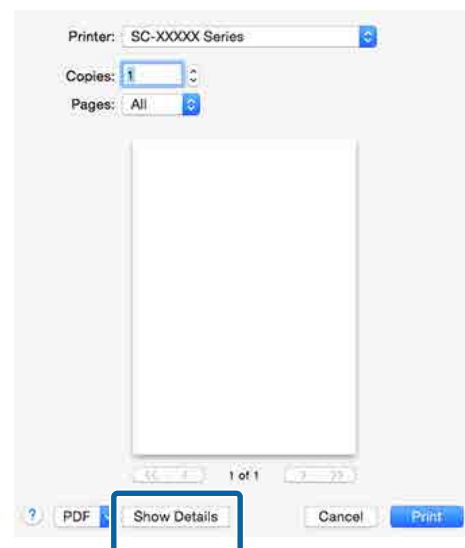 Printer: SC-XXXXX Series
Copies: 1
Pages: All
<< < 1 of 1 > >>
? PDF Show Details Cancel Print